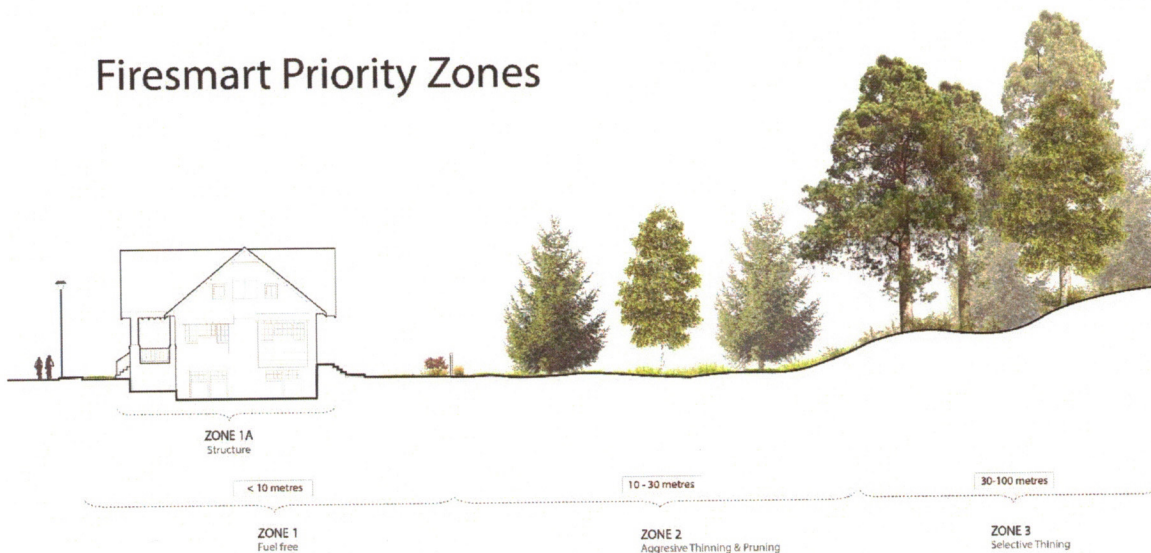 Firesmart Priority Zones
ZONE 1A
Structure
< 10 metres
10 - 30 metres
30-100 metres
ZONE 1
Fuel free
ZONE 2
Aggresive Thinning & Pruning
ZONE 3
Selective Thining